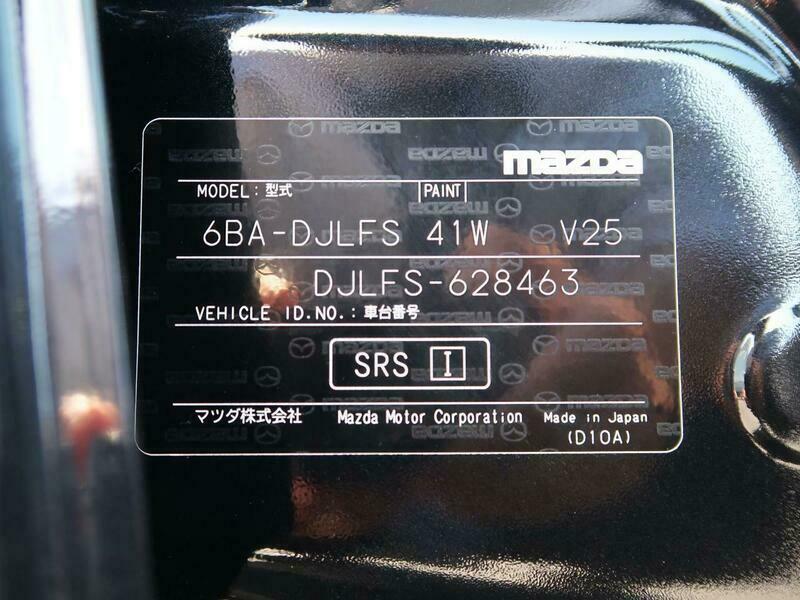 mazda
MODEL：型式 PAINT
6BA-DJLFS 41W V25
DJLFS-628463
VEHICLE ID.NO.：車台番号
SRS I
マツダ株式会社 Mazda Motor Corporation Made in Japan
(D10A)